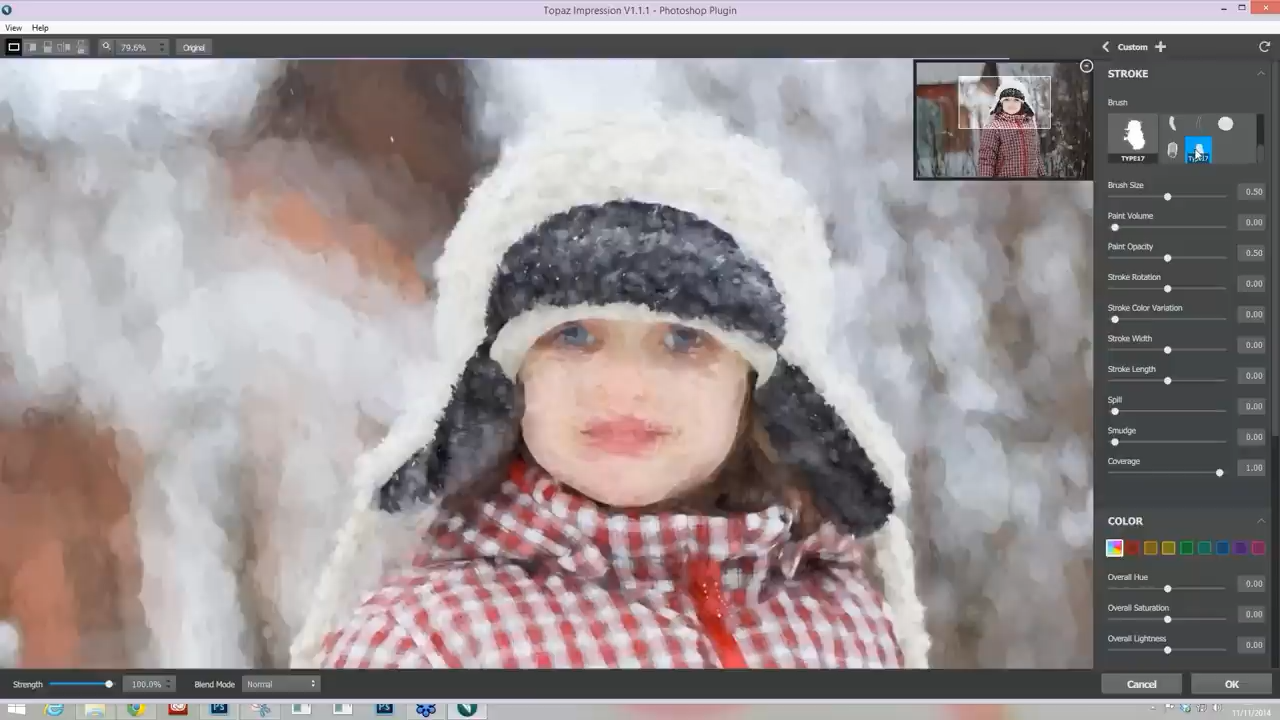 Topaz Impression V1.1.1 - Photoshop Plugin
View Help
79.6% Original
Custom
STROKE
Brush
TYPE17
TYPE17
Brush Size 0.50
Paint Volume 0.00
Paint Opacity 0.50
Stroke Rotation 0.00
Stroke Color Variation 0.00
Stroke Width 0.00
Stroke Length 0.00
Spill 0.00
Smudge 0.00
Coverage 1.00
COLOR
Overall Hue 0.00
Overall Saturation 0.00
Overall Lightness 0.00
Strength 100.0% Blend Mode Normal
Cancel OK
11/11/2014